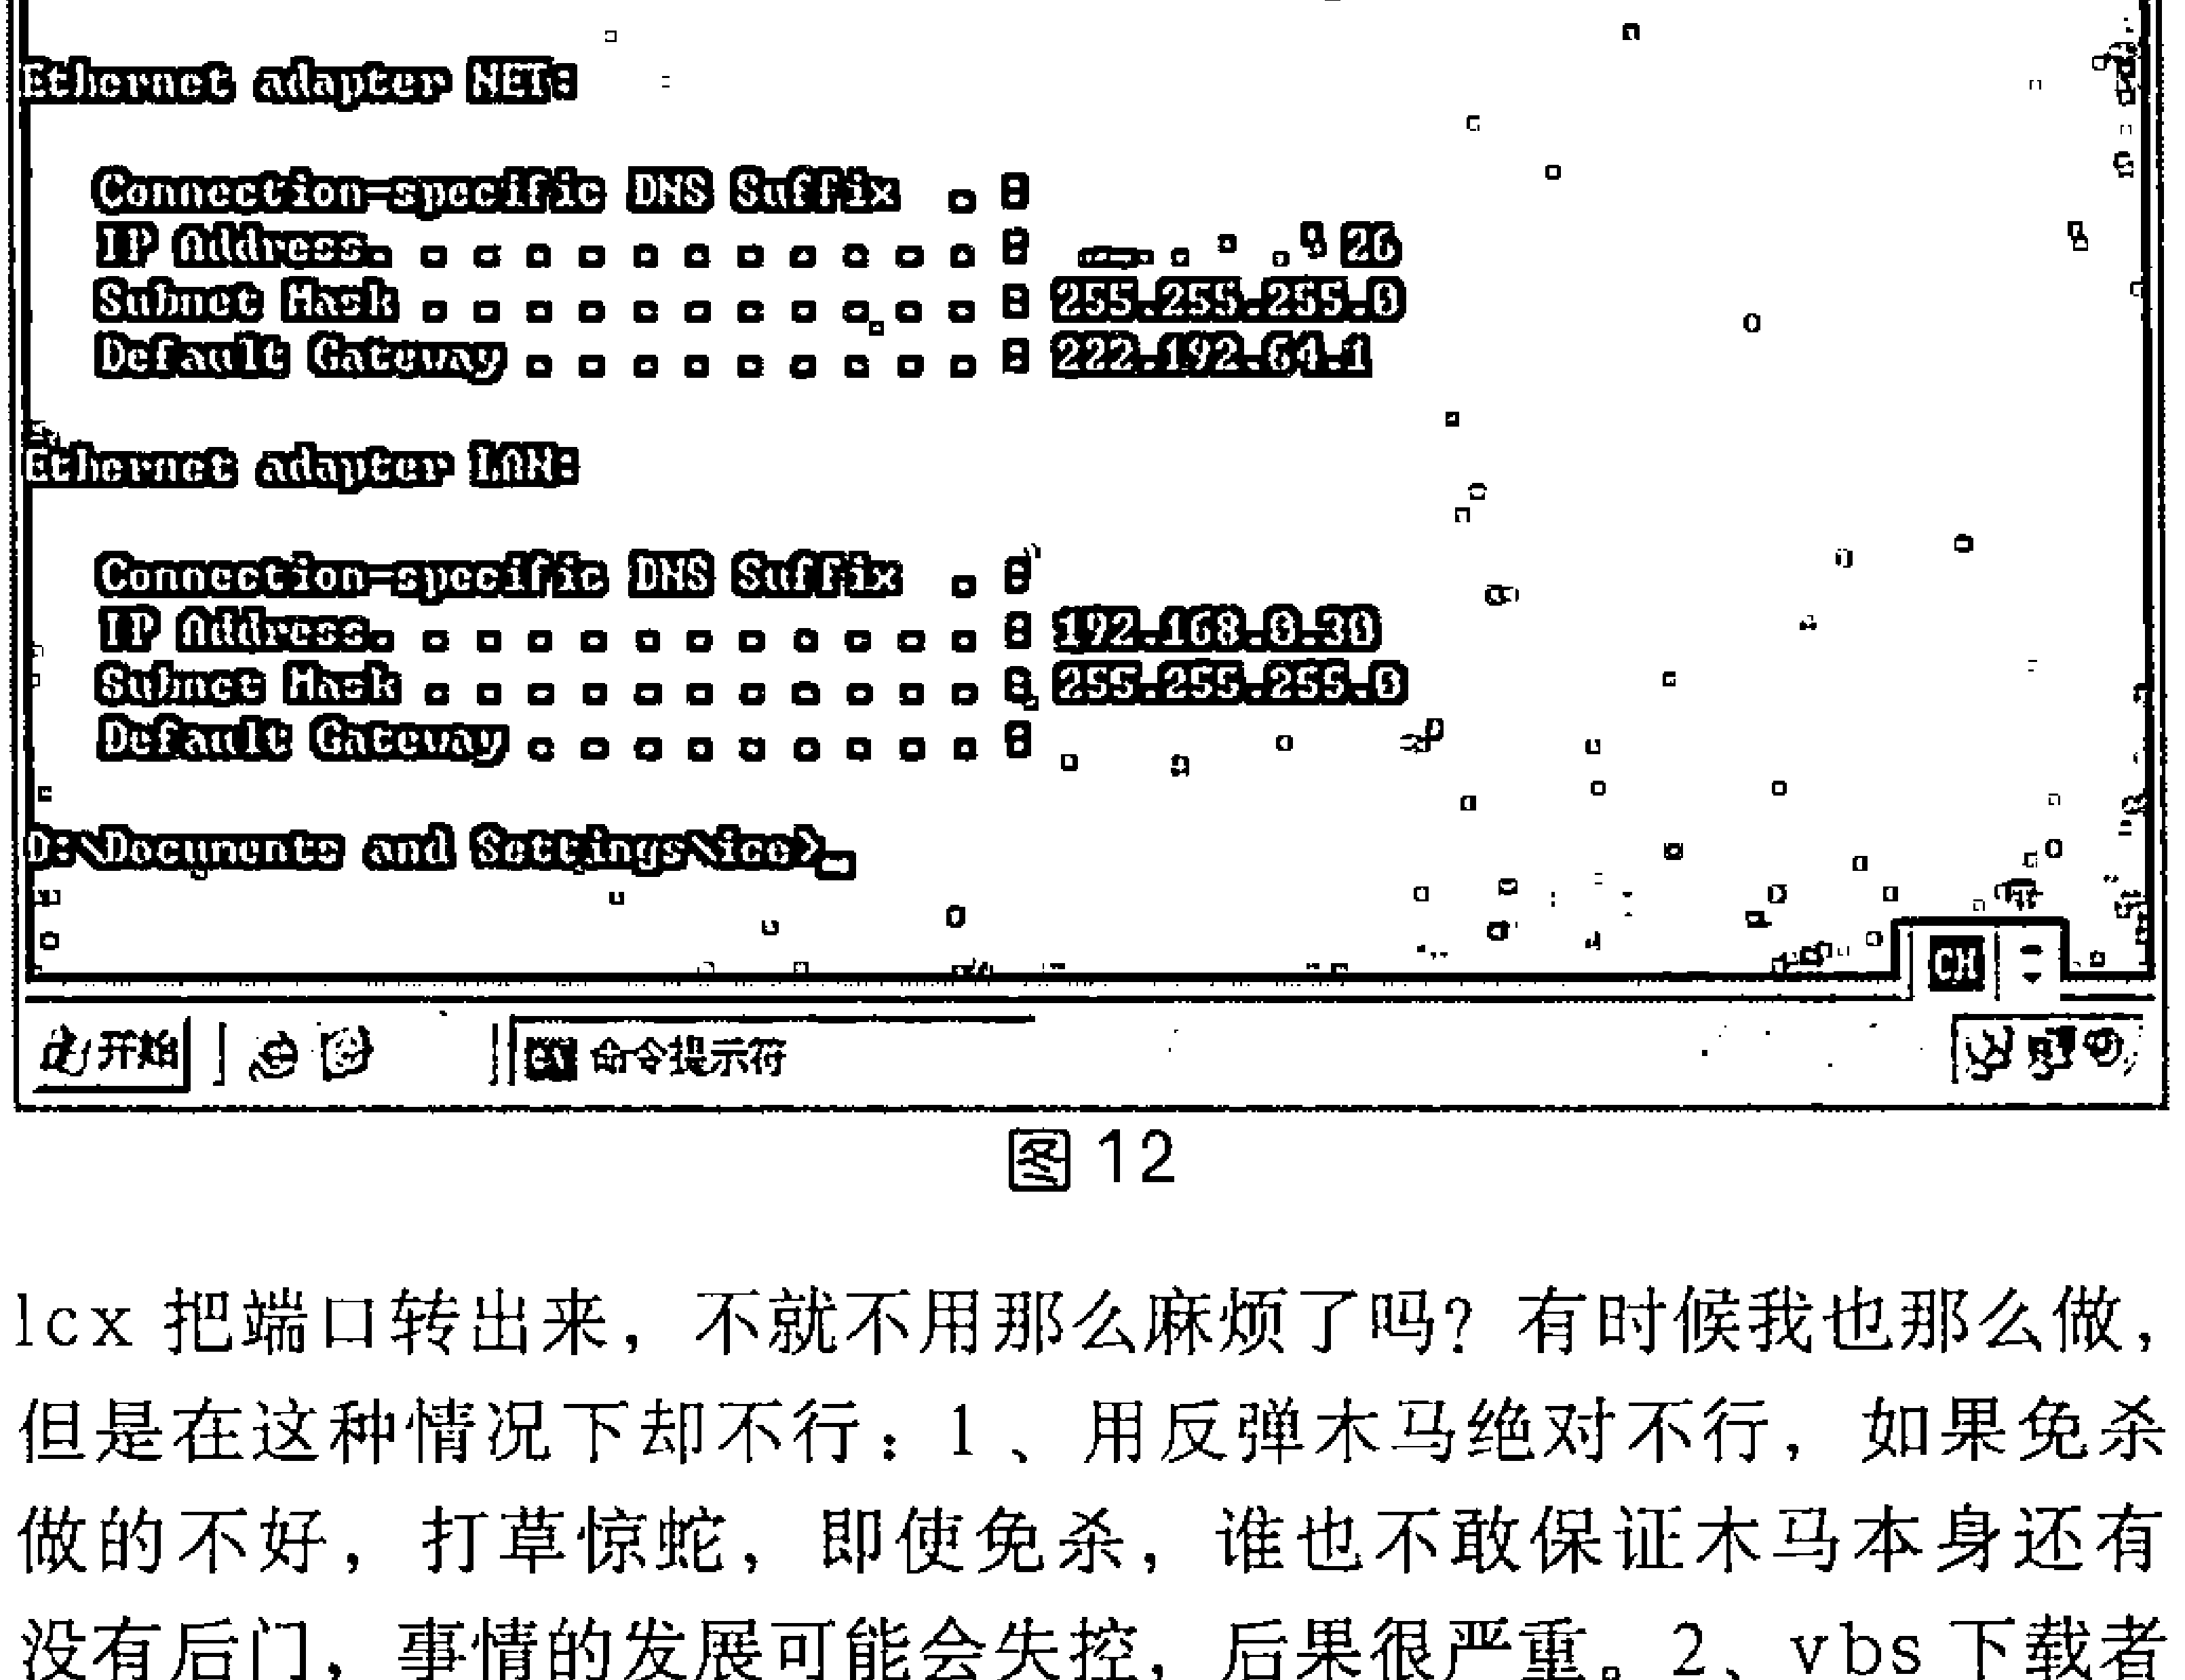 Ethernet adapter NET:
Connection-specific DNS Suffix . :
IP Address. . . . . . . . . . . . : 26
Subnet Mask . . . . . . . . . . . : 255.255.255.0
Default Gateway . . . . . . . . . : 222.192.64.1
Ethernet adapter LAN:
Connection-specific DNS Suffix . :
IP Address. . . . . . . . . . . . : 192.168.0.30
Subnet Mask . . . . . . . . . . . : 255.255.255.0
Default Gateway . . . . . . . . . :
D:\Documents and Settings\ice>_
CH
开始 命令提示符
图 12
lcx 把端口转出来，不就不用那么麻烦了吗？有时候我也那么做，
但是在这种情况下却不行：1、用反弹木马绝对不行，如果免杀
做的不好，打草惊蛇，即使免杀，谁也不敢保证木马本身还有
没有后门，事情的发展可能会失控，后果很严重。2、vbs 下载者